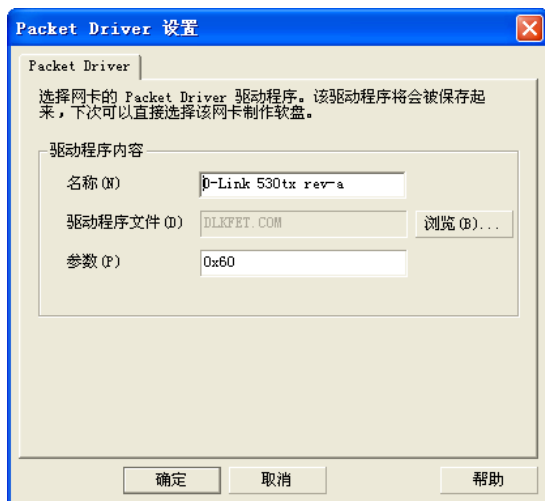 Packet Driver 设置
Packet Driver
选择网卡的 Packet Driver 驱动程序。该驱动程序将会被保存起
来，下次可以直接选择该网卡制作软盘。
驱动程序内容
名称(N) D-Link 530tx rev-a
驱动程序文件(D) DLKFET.COM 浏览(B)...
参数(P) 0x60
确定 取消 帮助